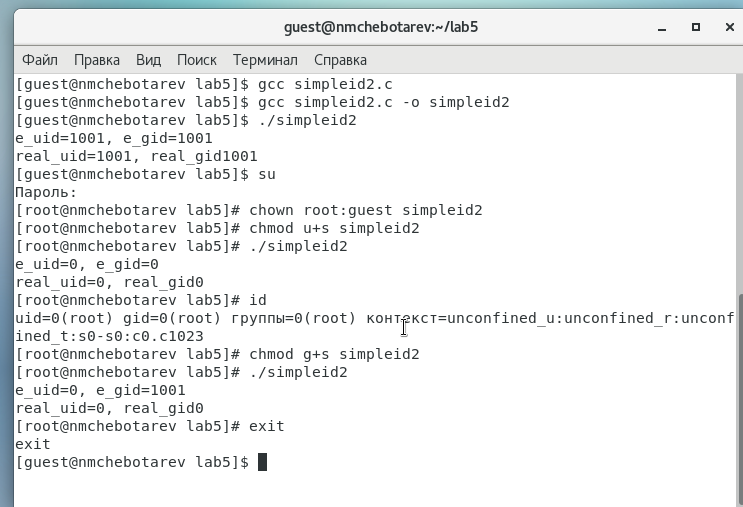 guest@nmchebotarev:~/lab5
Файл Правка Вид Поиск Терминал Справка
[guest@nmchebotarev lab5]$ gcc simpleid2.c
[guest@nmchebotarev lab5]$ gcc simpleid2.c -o simpleid2
[guest@nmchebotarev lab5]$ ./simpleid2
e_uid=1001, e_gid=1001
real_uid=1001, real_gid1001
[guest@nmchebotarev lab5]$ su
Пароль:
[root@nmchebotarev lab5]# chown root:guest simpleid2
[root@nmchebotarev lab5]# chmod u+s simpleid2
[root@nmchebotarev lab5]# ./simpleid2
e_uid=0, e_gid=0
real_uid=0, real_gid0
[root@nmchebotarev lab5]# id
uid=0(root) gid=0(root) группы=0(root) контекст=unconfined_u:unconfined_r:unconf
ined_t:s0-s0:c0.c1023
[root@nmchebotarev lab5]# chmod g+s simpleid2
[root@nmchebotarev lab5]# ./simpleid2
e_uid=0, e_gid=1001
real_uid=0, real_gid0
[root@nmchebotarev lab5]# exit
exit
[guest@nmchebotarev lab5]$